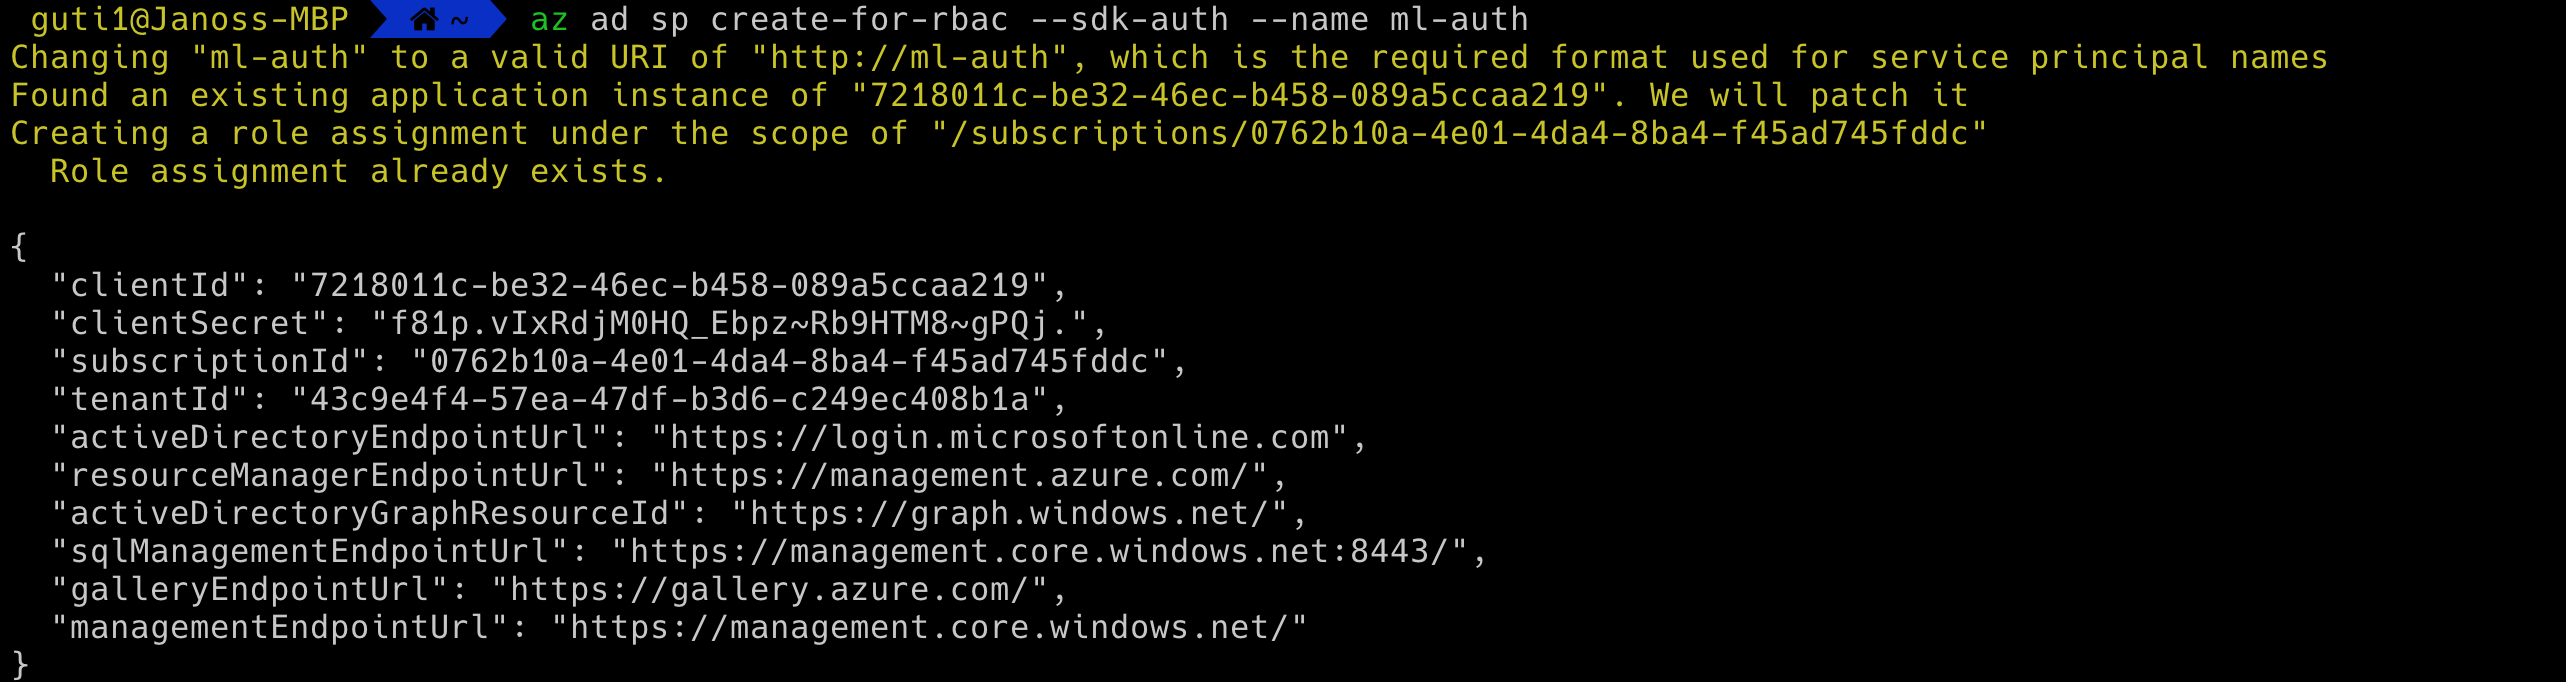 guti1@Janoss-MBP ~ az ad sp create-for-rbac --sdk-auth --name ml-auth
Changing "ml-auth" to a valid URI of "http://ml-auth", which is the required format used for service principal names
Found an existing application instance of "7218011c-be32-46ec-b458-089a5ccaa219". We will patch it
Creating a role assignment under the scope of "/subscriptions/0762b10a-4e01-4da4-8ba4-f45ad745fddc"
  Role assignment already exists.

{
  "clientId": "7218011c-be32-46ec-b458-089a5ccaa219",
  "clientSecret": "f81p.vIxRdjM0HQ_Ebpz~Rb9HTM8~gPQj.",
  "subscriptionId": "0762b10a-4e01-4da4-8ba4-f45ad745fddc",
  "tenantId": "43c9e4f4-57ea-47df-b3d6-c249ec408b1a",
  "activeDirectoryEndpointUrl": "https://login.microsoftonline.com",
  "resourceManagerEndpointUrl": "https://management.azure.com/",
  "activeDirectoryGraphResourceId": "https://graph.windows.net/",
  "sqlManagementEndpointUrl": "https://management.core.windows.net:8443/",
  "galleryEndpointUrl": "https://gallery.azure.com/",
  "managementEndpointUrl": "https://management.core.windows.net/"
}